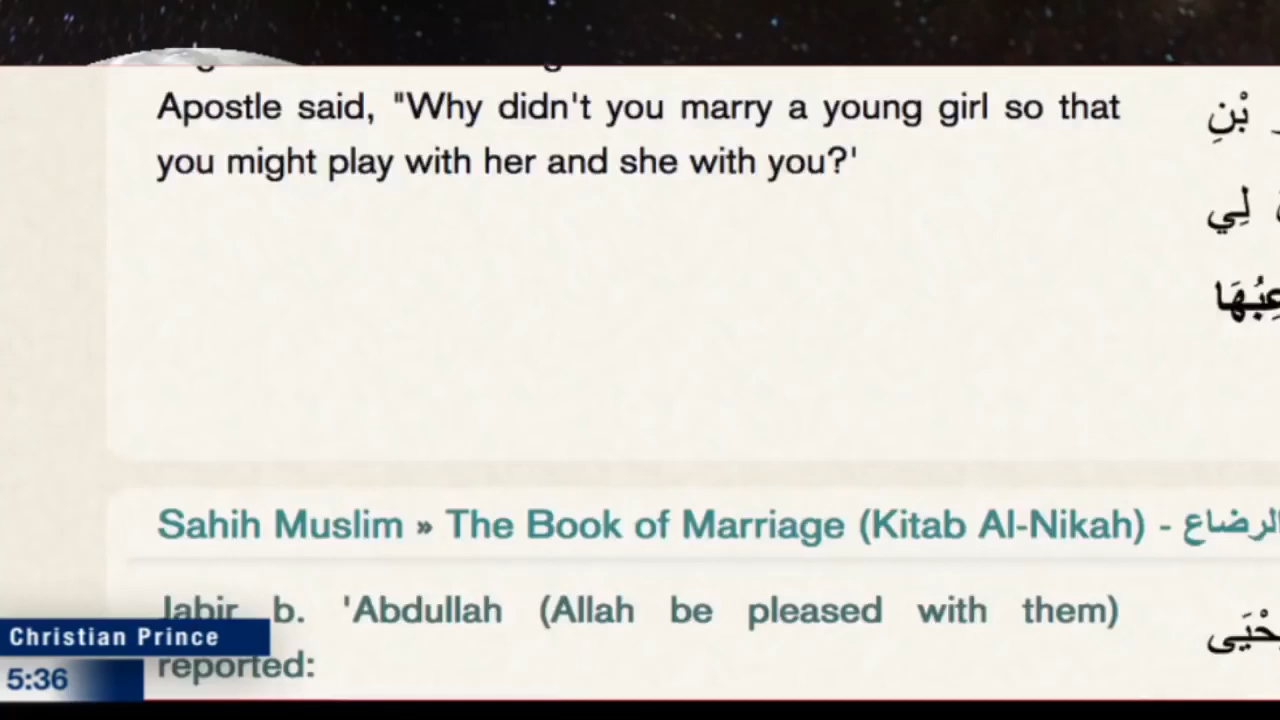 Apostle said, "Why didn't you marry a young girl so that
you might play with her and she with you?'
بْنِ
لِي
Sahih Muslim » The Book of Marriage (Kitab Al-Nikah) - الرضاع
Jabir b. 'Abdullah (Allah be pleased with them)
reported:
Christian Prince
5:36